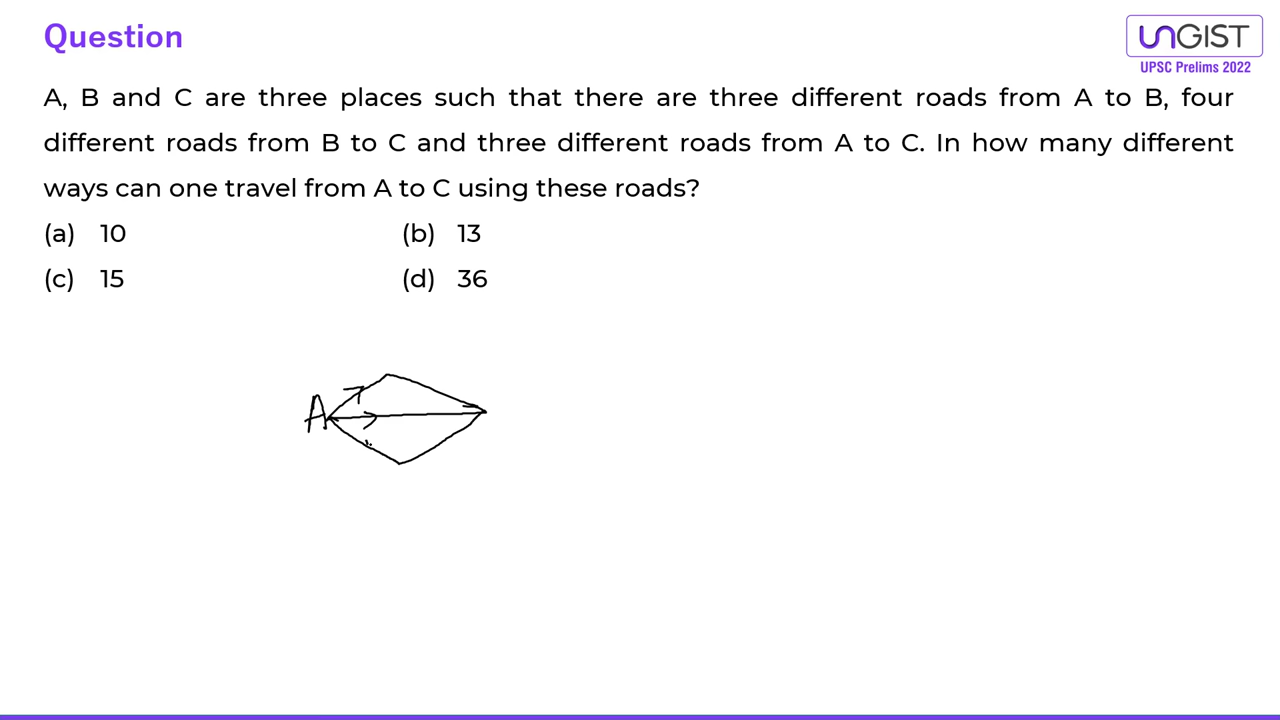 Question
UNGIST
UPSC Prelims 2022
A, B and C are three places such that there are three different roads from A to B, four
different roads from B to C and three different roads from A to C. In how many different
ways can one travel from A to C using these roads?
(a) 10 (b) 13
(c) 15 (d) 36
A